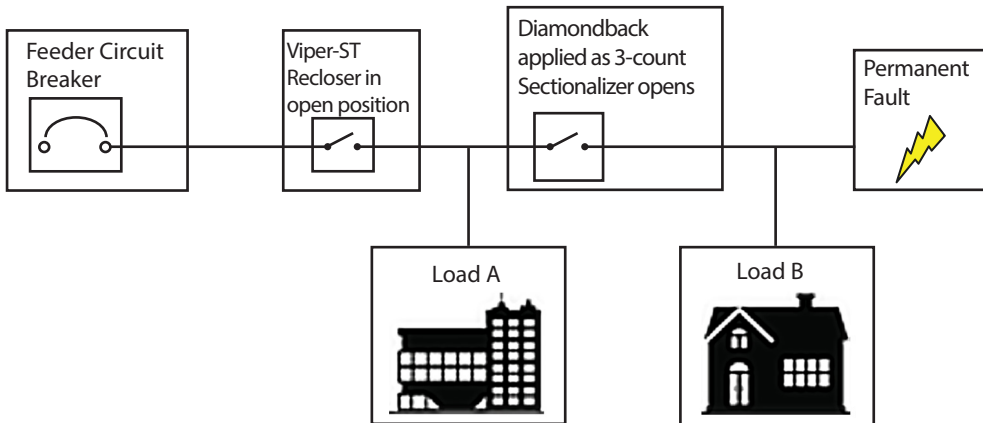 Feeder Circuit
Breaker
Viper-ST
Recloser in
open position
Diamondback
applied as 3-count
Sectionalizer opens
Permanent
Fault
Load A
Load B